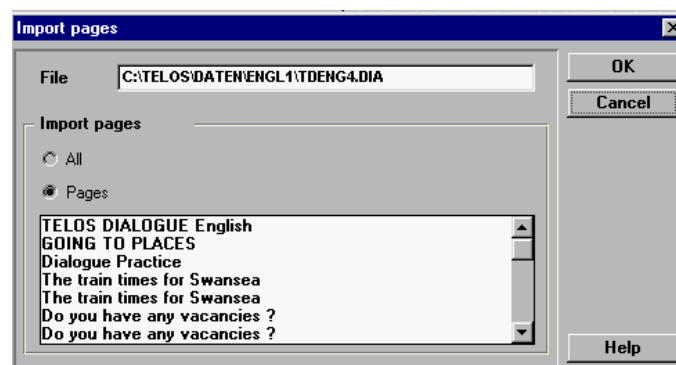 Import pages
File C:\TELOS\DATEN\ENGL1\TDENG4.DIA
OK
Cancel
Import pages
All
Pages
TELOS DIALOGUE English
GOING TO PLACES
Dialogue Practice
The train times for Swansea
The train times for Swansea
Do you have any vacancies ?
Do you have any vacancies ?
Help